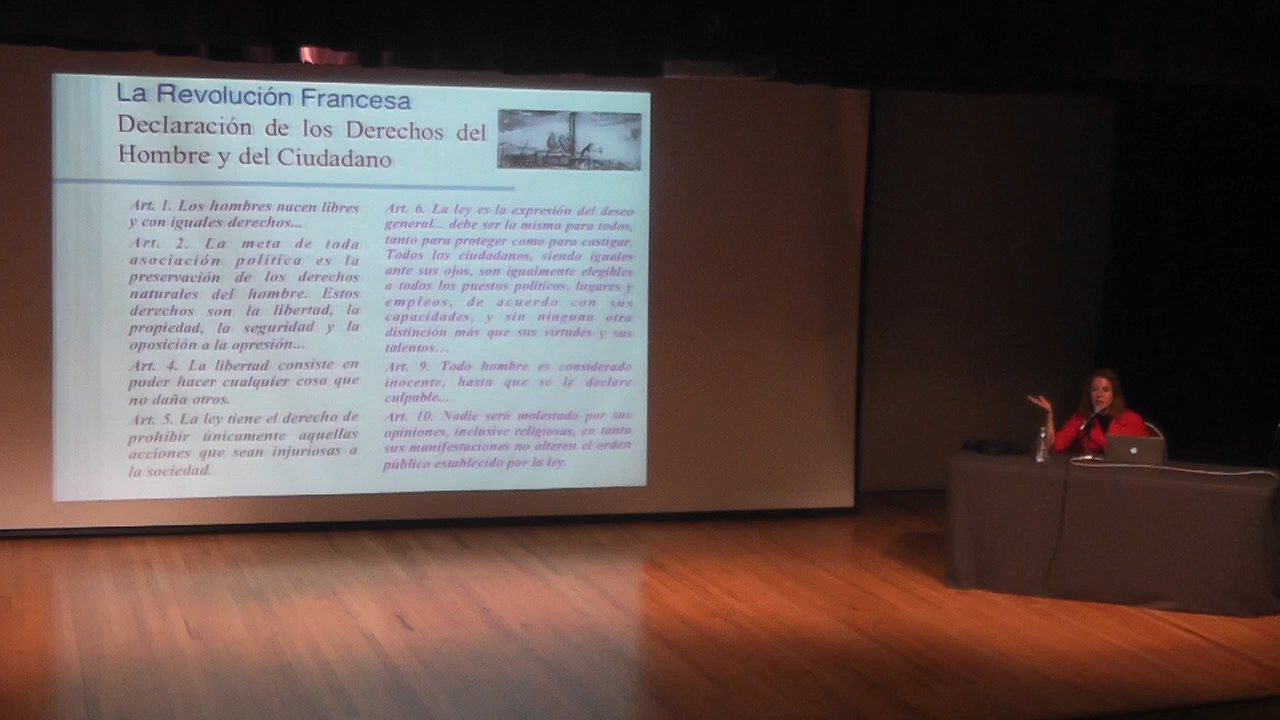 La Revolución Francesa
Declaración de los Derechos del
Hombre y del Ciudadano
Art. 1. Los hombres nacen libres
y con iguales derechos...
Art. 2. La meta de toda
asociación política es la
preservación de los derechos
naturales del hombre. Estos
derechos son la libertad, la
propiedad, la seguridad y la
oposición a la opresión...
Art. 4. La libertad consiste en
poder hacer cualquier cosa que
no daña otros.
Art. 5. La ley tiene el derecho de
prohibir únicamente aquellas
acciones que sean injuriosas a
la sociedad.
Art. 6. La ley es la expresión del deseo
general... debe ser la misma para todos,
tanto para proteger como para castigar.
Todos los ciudadanos, siendo iguales
ante sus ojos, son igualmente elegibles
a todos los puestos políticos, lugares y
empleos, de acuerdo con sus
capacidades, y sin ninguna otra
distinción más que sus virtudes y sus
talentos...
Art. 9. Todo hombre es considerado
inocente, hasta que se le declare
culpable...
Art. 10. Nadie será molestado por sus
opiniones, inclusive religiosas, en tanto
sus manifestaciones no alteren el orden
público establecido por la ley.